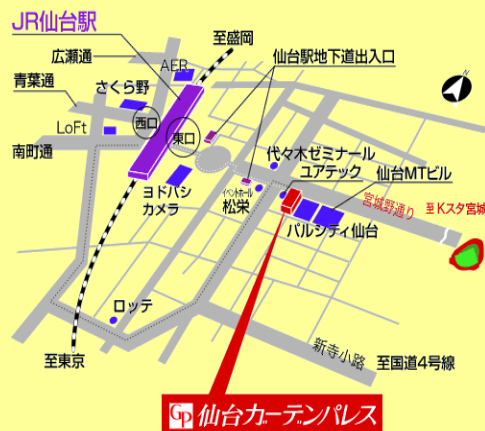 JR仙台駅
至盛岡
広瀬通
AER
仙台駅地下道出入口
青葉通
さくら野
西口
東口
LoFt
南町通
代々木ゼミナール
ユアテック
仙台MTビル
ヨドバシ
カメラ
イベントホール
松栄
宮城野通り
至Kスタ宮城
パルシティ仙台
ロッテ
新寺小路
至国道4号線
至東京
GP 仙台ガーデンパレス